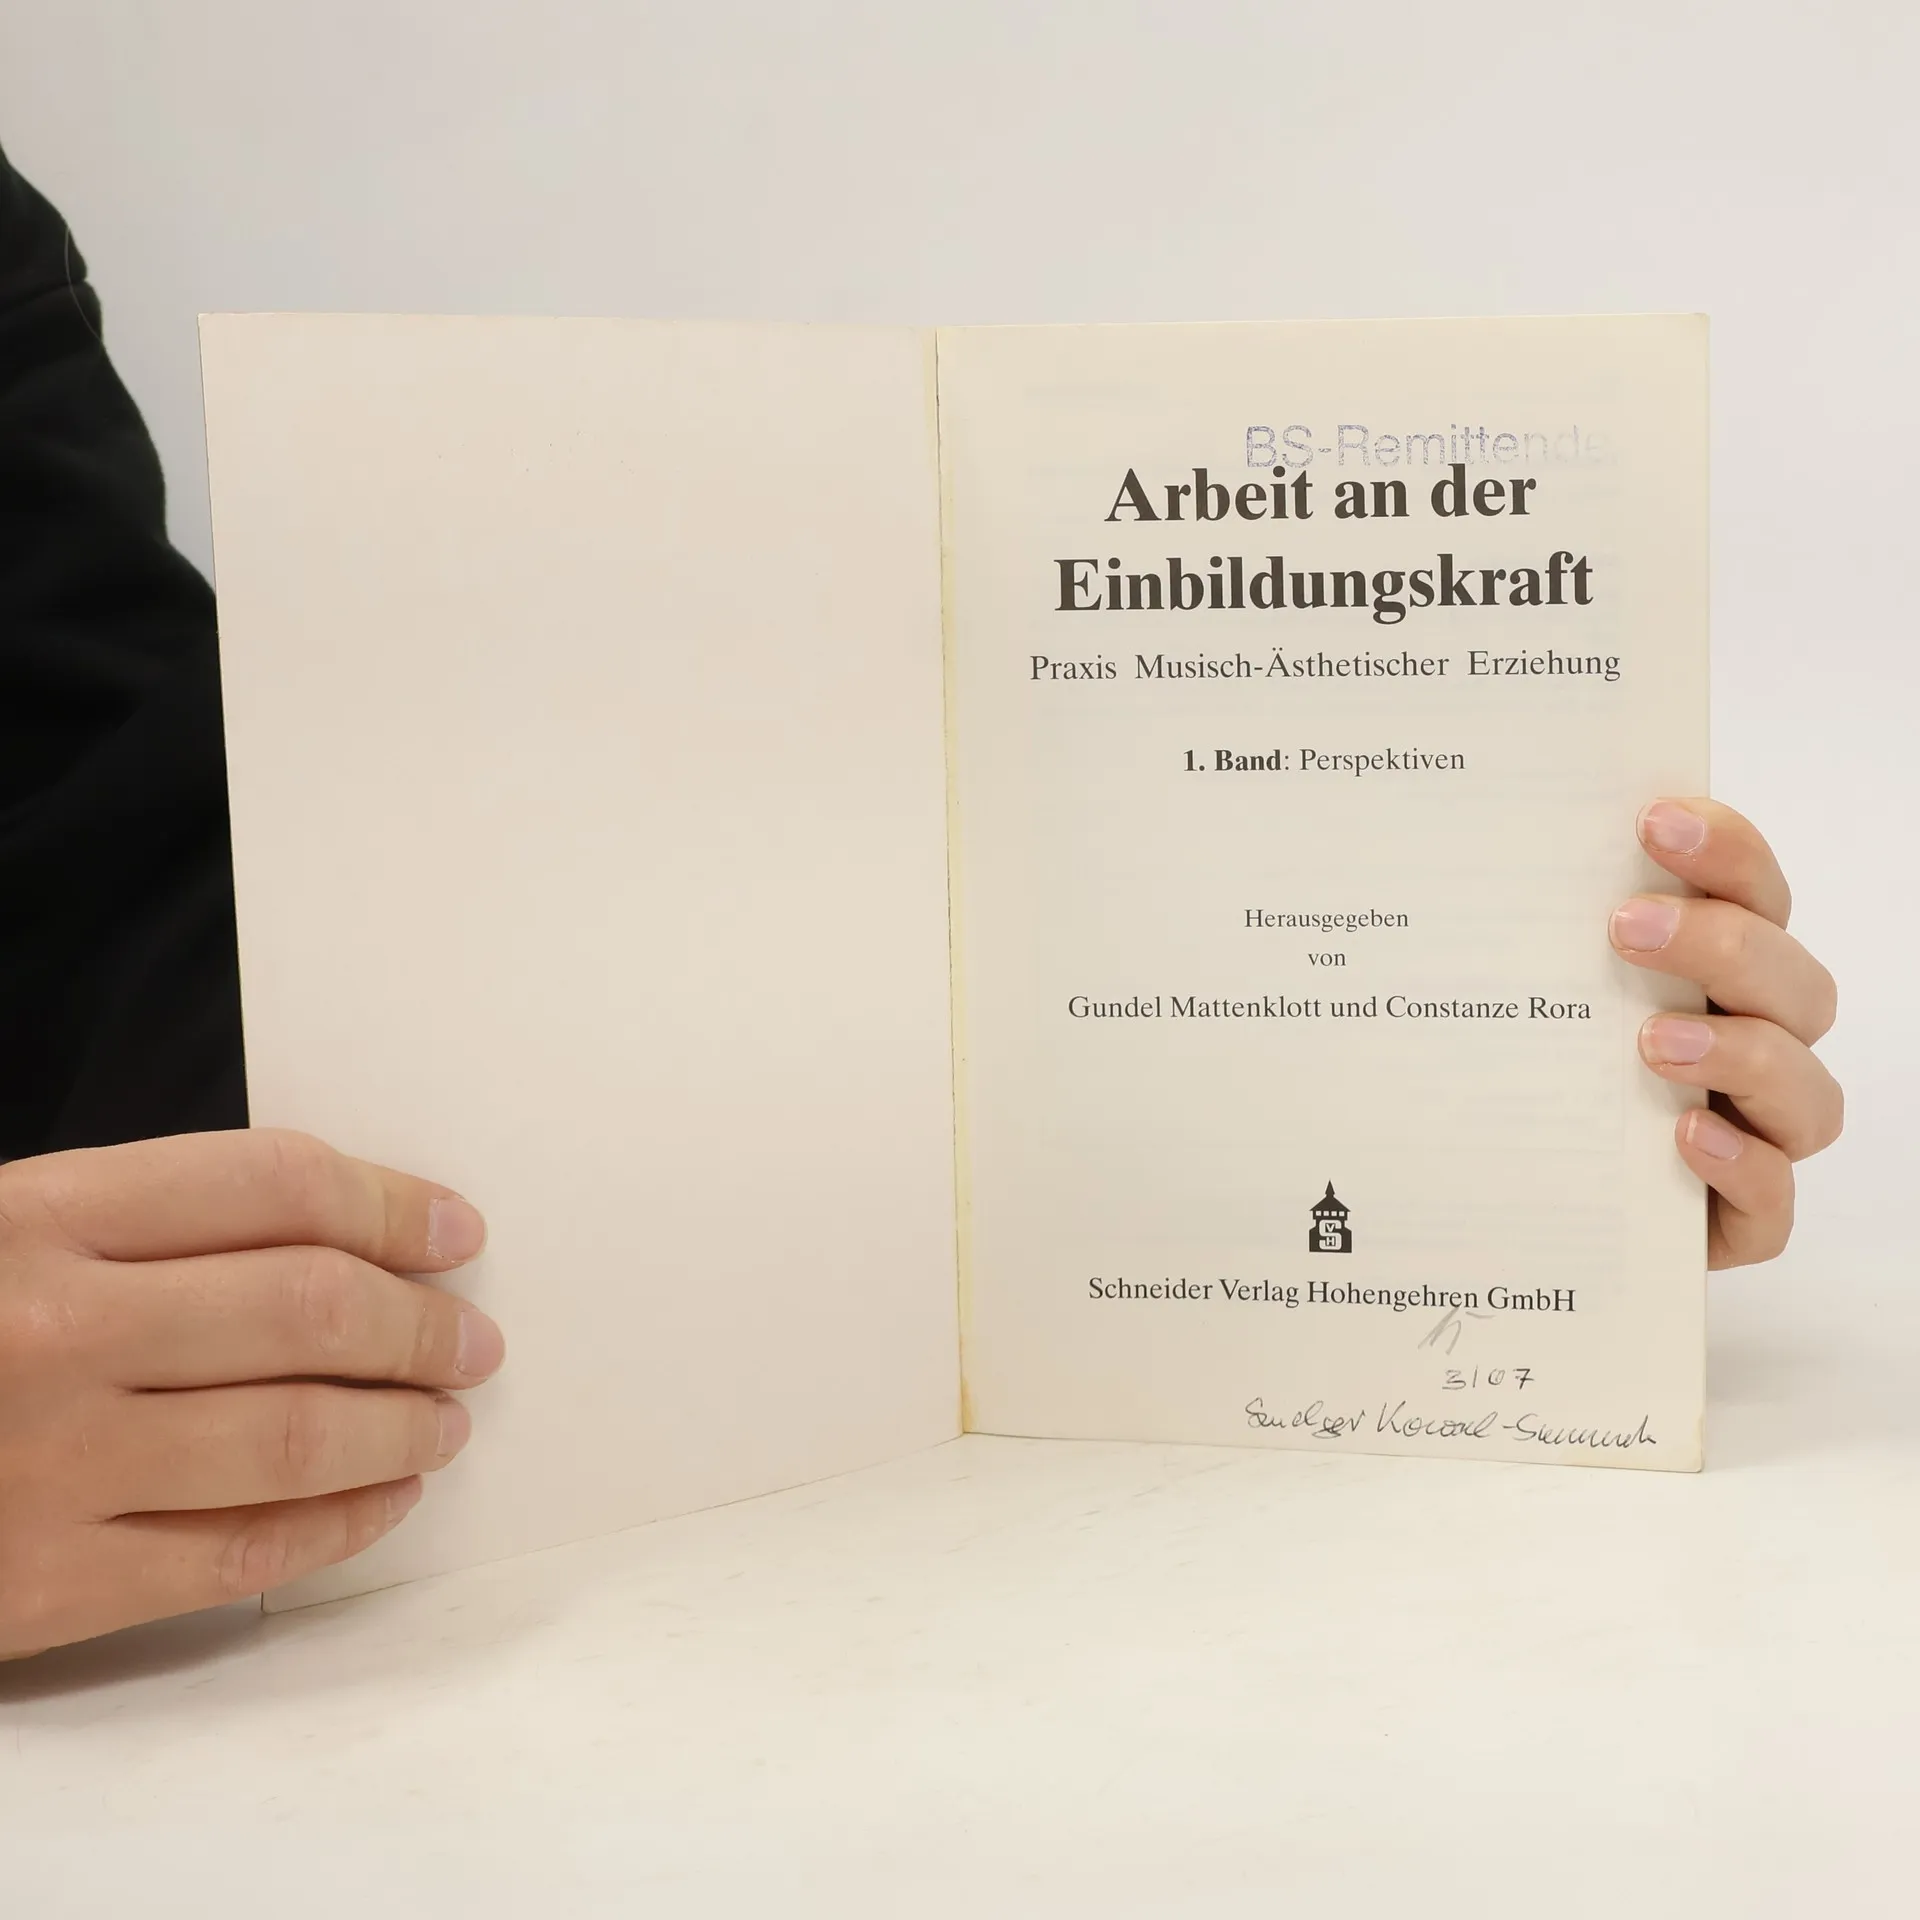 BS-Remittende
Arbeit an der
Einbildungskraft
Praxis Musisch-Ästhetischer Erziehung
1. Band: Perspektiven
Herausgegeben
von
Gundel Mattenklott und Constanze Rora
Schneider Verlag Hohengehren GmbH
3/07